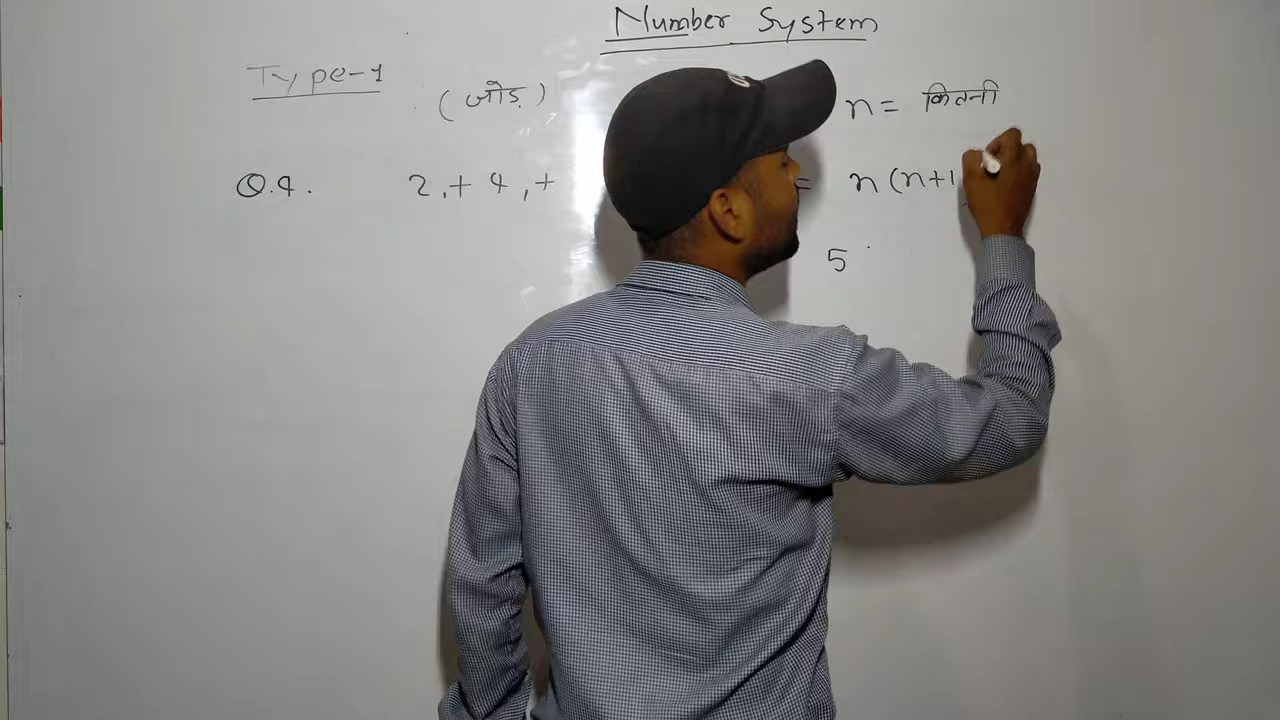 Number System
Type-1
(जोड़) n = कितनी
Q.4. 2,+ 4,+ = n(n+1
5